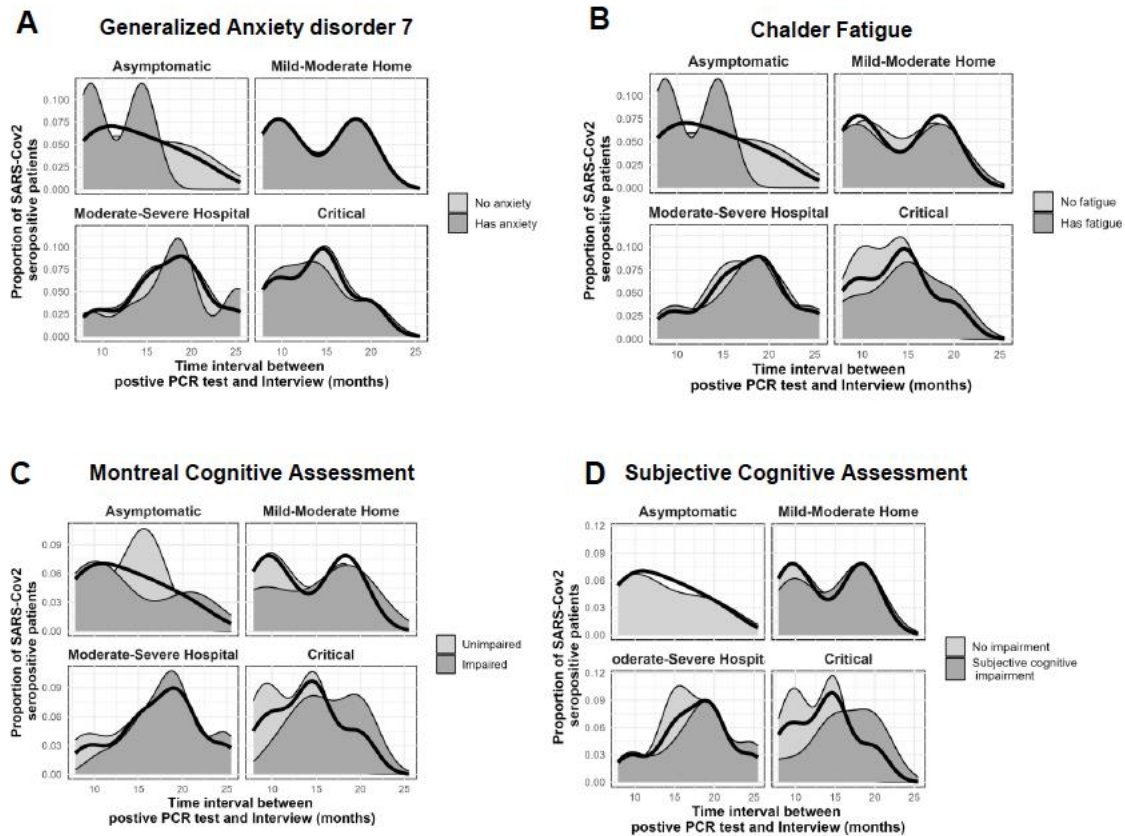 A
Generalized Anxiety disorder 7
Asymptomatic
Mild-Moderate Home
0.100
0.075
0.050
0.025
0.000
Moderate-Severe Hospital
Critical
0.100
0.075
0.050
0.025
0.000
10 15 20 25
10 15 20 25
Proportion of SARS-Cov2
seropositive patients
Time interval between
postive PCR test and Interview (months)
No anxiety
Has anxiety
B
Chalder Fatigue
Asymptomatic
Mild-Moderate Home
0.100
0.075
0.050
0.025
0.000
Moderate-Severe Hospital
Critical
0.100
0.075
0.050
0.025
0.000
10 15 20 25
10 15 20 25
Proportion of SARS-Cov2
seropositive patients
Time interval between
postive PCR test and Interview (months)
No fatigue
Has fatigue
C
Montreal Cognitive Assessment
Asymptomatic
Mild-Moderate Home
0.09
0.06
0.03
0.00
Moderate-Severe Hospital
Critical
0.09
0.06
0.03
0.00
10 15 20 25
10 15 20 25
Proportion of SARS-Cov2
seropositive patients
Time interval between
postive PCR test and Interview (months)
Unimpaired
Impaired
D
Subjective Cognitive Assessment
Asymptomatic
Mild-Moderate Home
0.12
0.09
0.06
0.03
0.00
oderate-Severe Hospita
Critical
0.12
0.09
0.06
0.03
0.00
10 15 20 25
10 15 20 25
Proportion of SARS-Cov2
seropositive patients
Time interval between
postive PCR test and Interview (months)
No impairment
Subjective cognitive
impairment